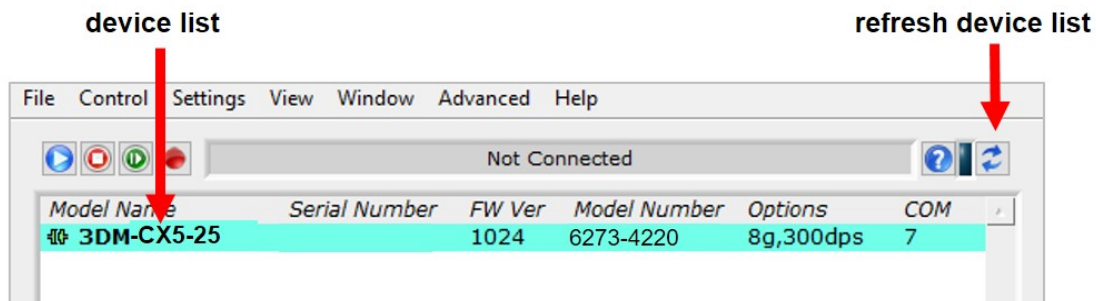 device list
refresh device list
File Control Settings View Window Advanced Help
Not Connected
Model Name Serial Number FW Ver Model Number Options COM
3DM-CX5-25 1024 6273-4220 8g,300dps 7